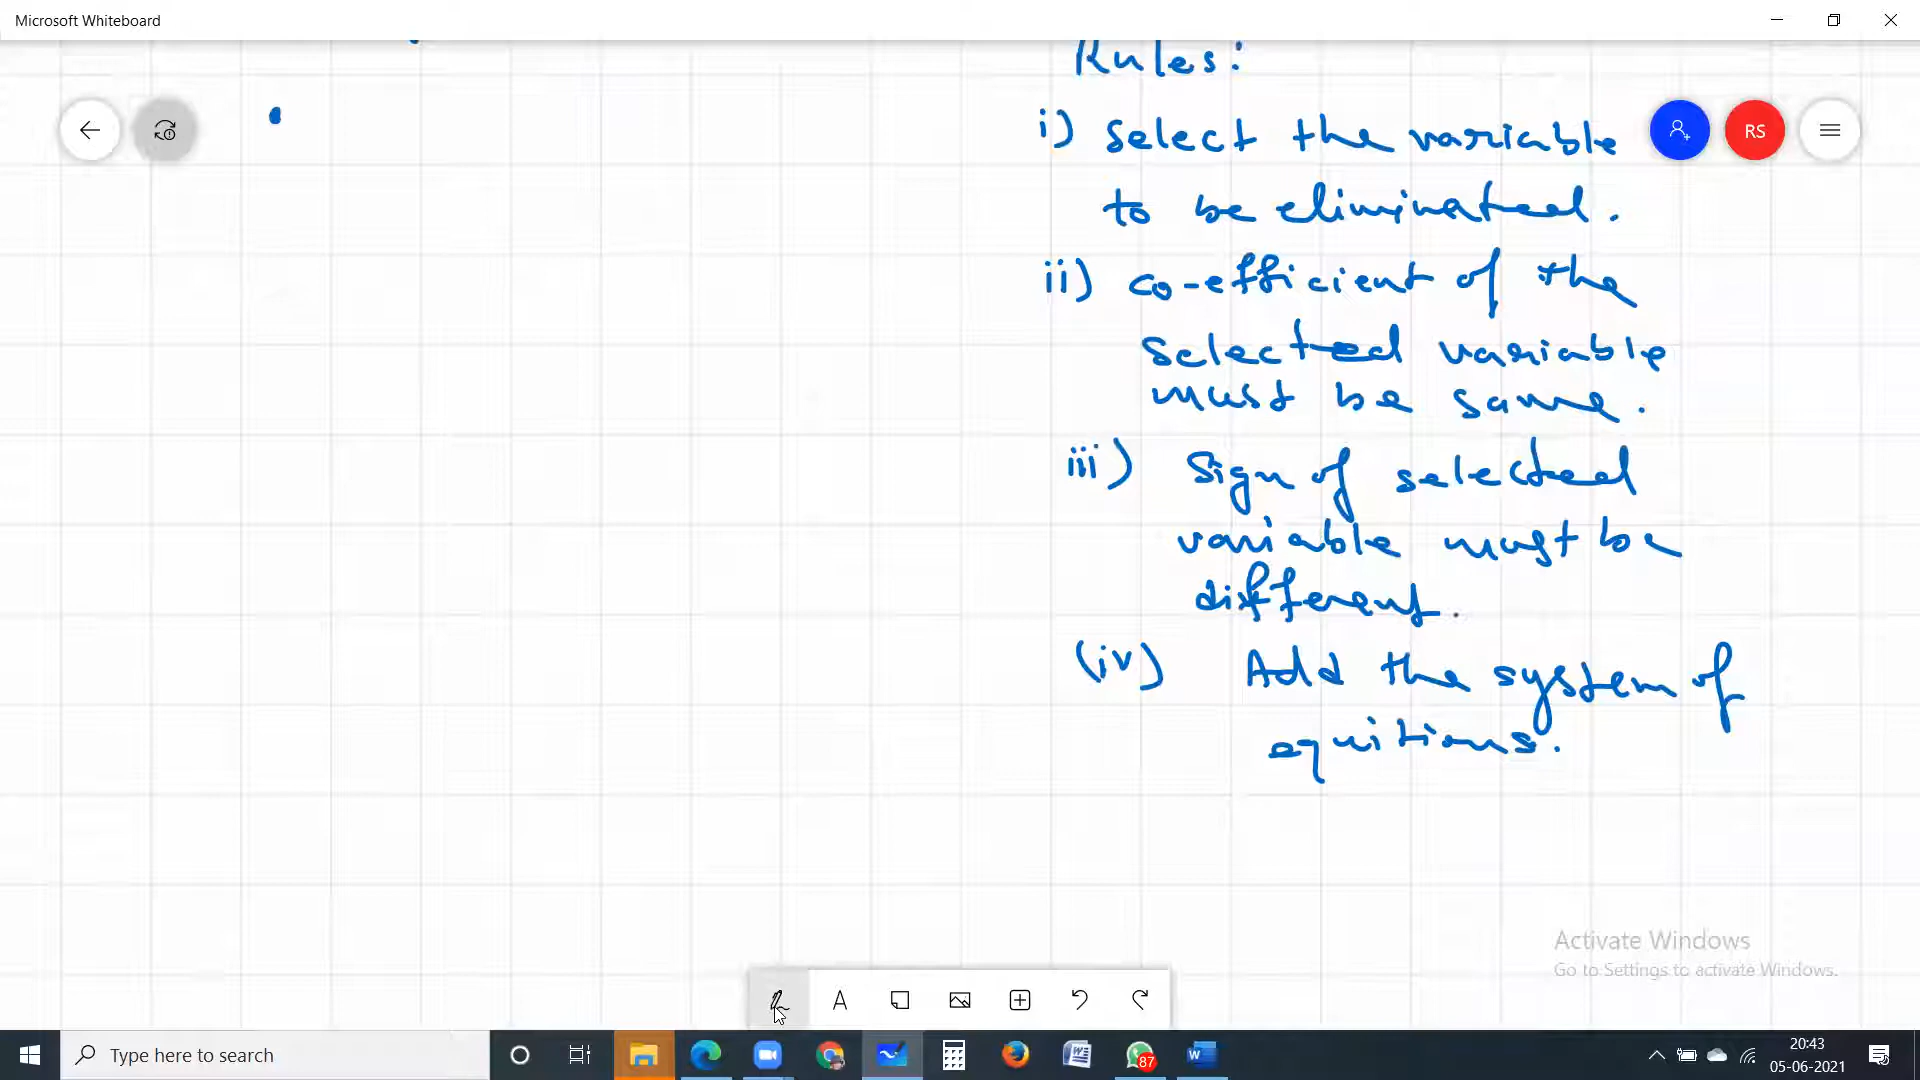 Microsoft Whiteboard
Rules:
i) select the variable
RS
to be eliminated.
ii) co-efficient of the
selected variable
must be same.
iii) Sign of selected
variable must be
different.
(iv) Add the system of
equitions.
Activate Windows
Go to Settings to activate Windows.
A
Type here to search
87
20:43
05-06-2021